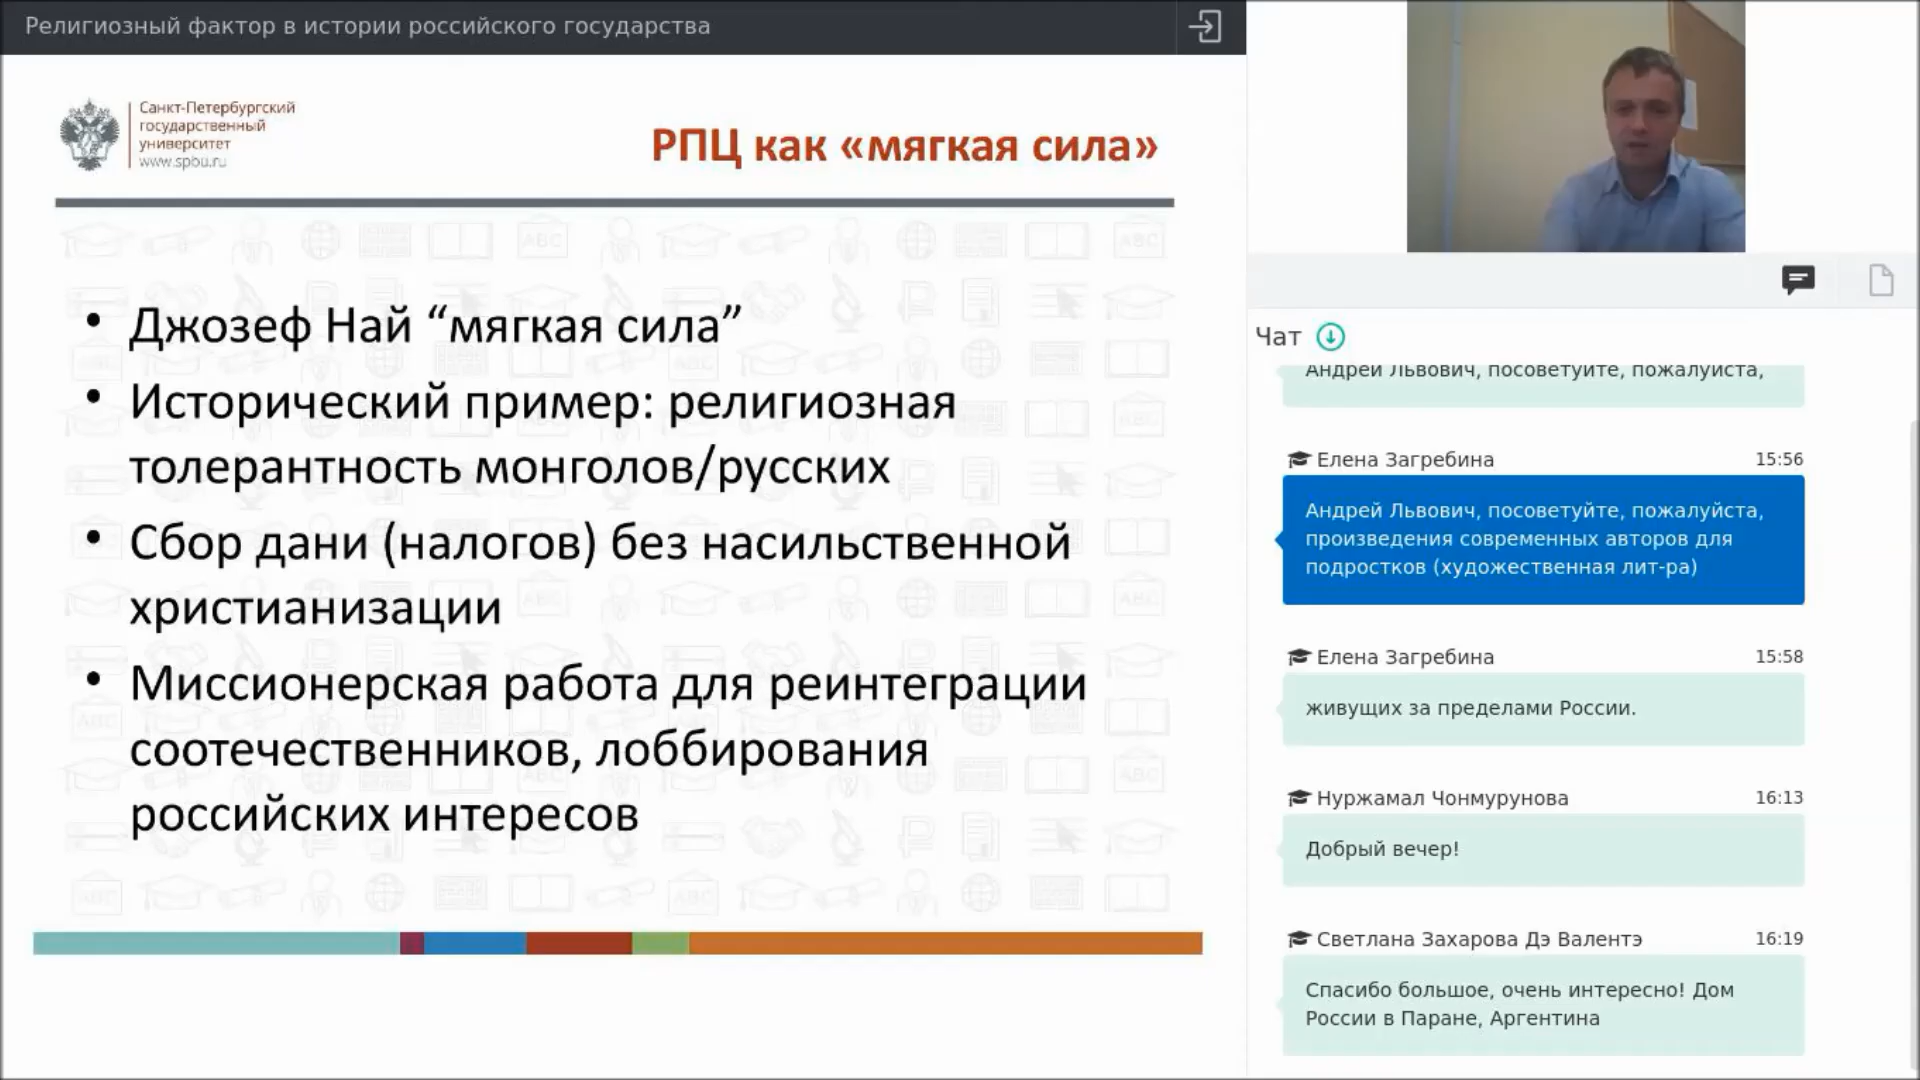 Религиозный фактор в истории российского государства
Санкт-Петербургский
государственный
университет
www.spbu.ru
РПЦ как «мягкая сила»
• Джозеф Най “мягкая сила”
• Исторический пример: религиозная
толерантность монголов/русских
• Сбор дани (налогов) без насильственной
христианизации
• Миссионерская работа для реинтеграции
соотечественников, лоббирования
российских интересов
Чат
Андрей Львович, посоветуйте, пожалуйста,
Елена Загребина 15:56
Андрей Львович, посоветуйте, пожалуйста,
произведения современных авторов для
подростков (художественная лит-ра)
Елена Загребина 15:58
живущих за пределами России.
Нуржамал Чонмурунова 16:13
Добрый вечер!
Светлана Захарова Дэ Валентэ 16:19
Спасибо большое, очень интересно! Дом
России в Паране, Аргентина